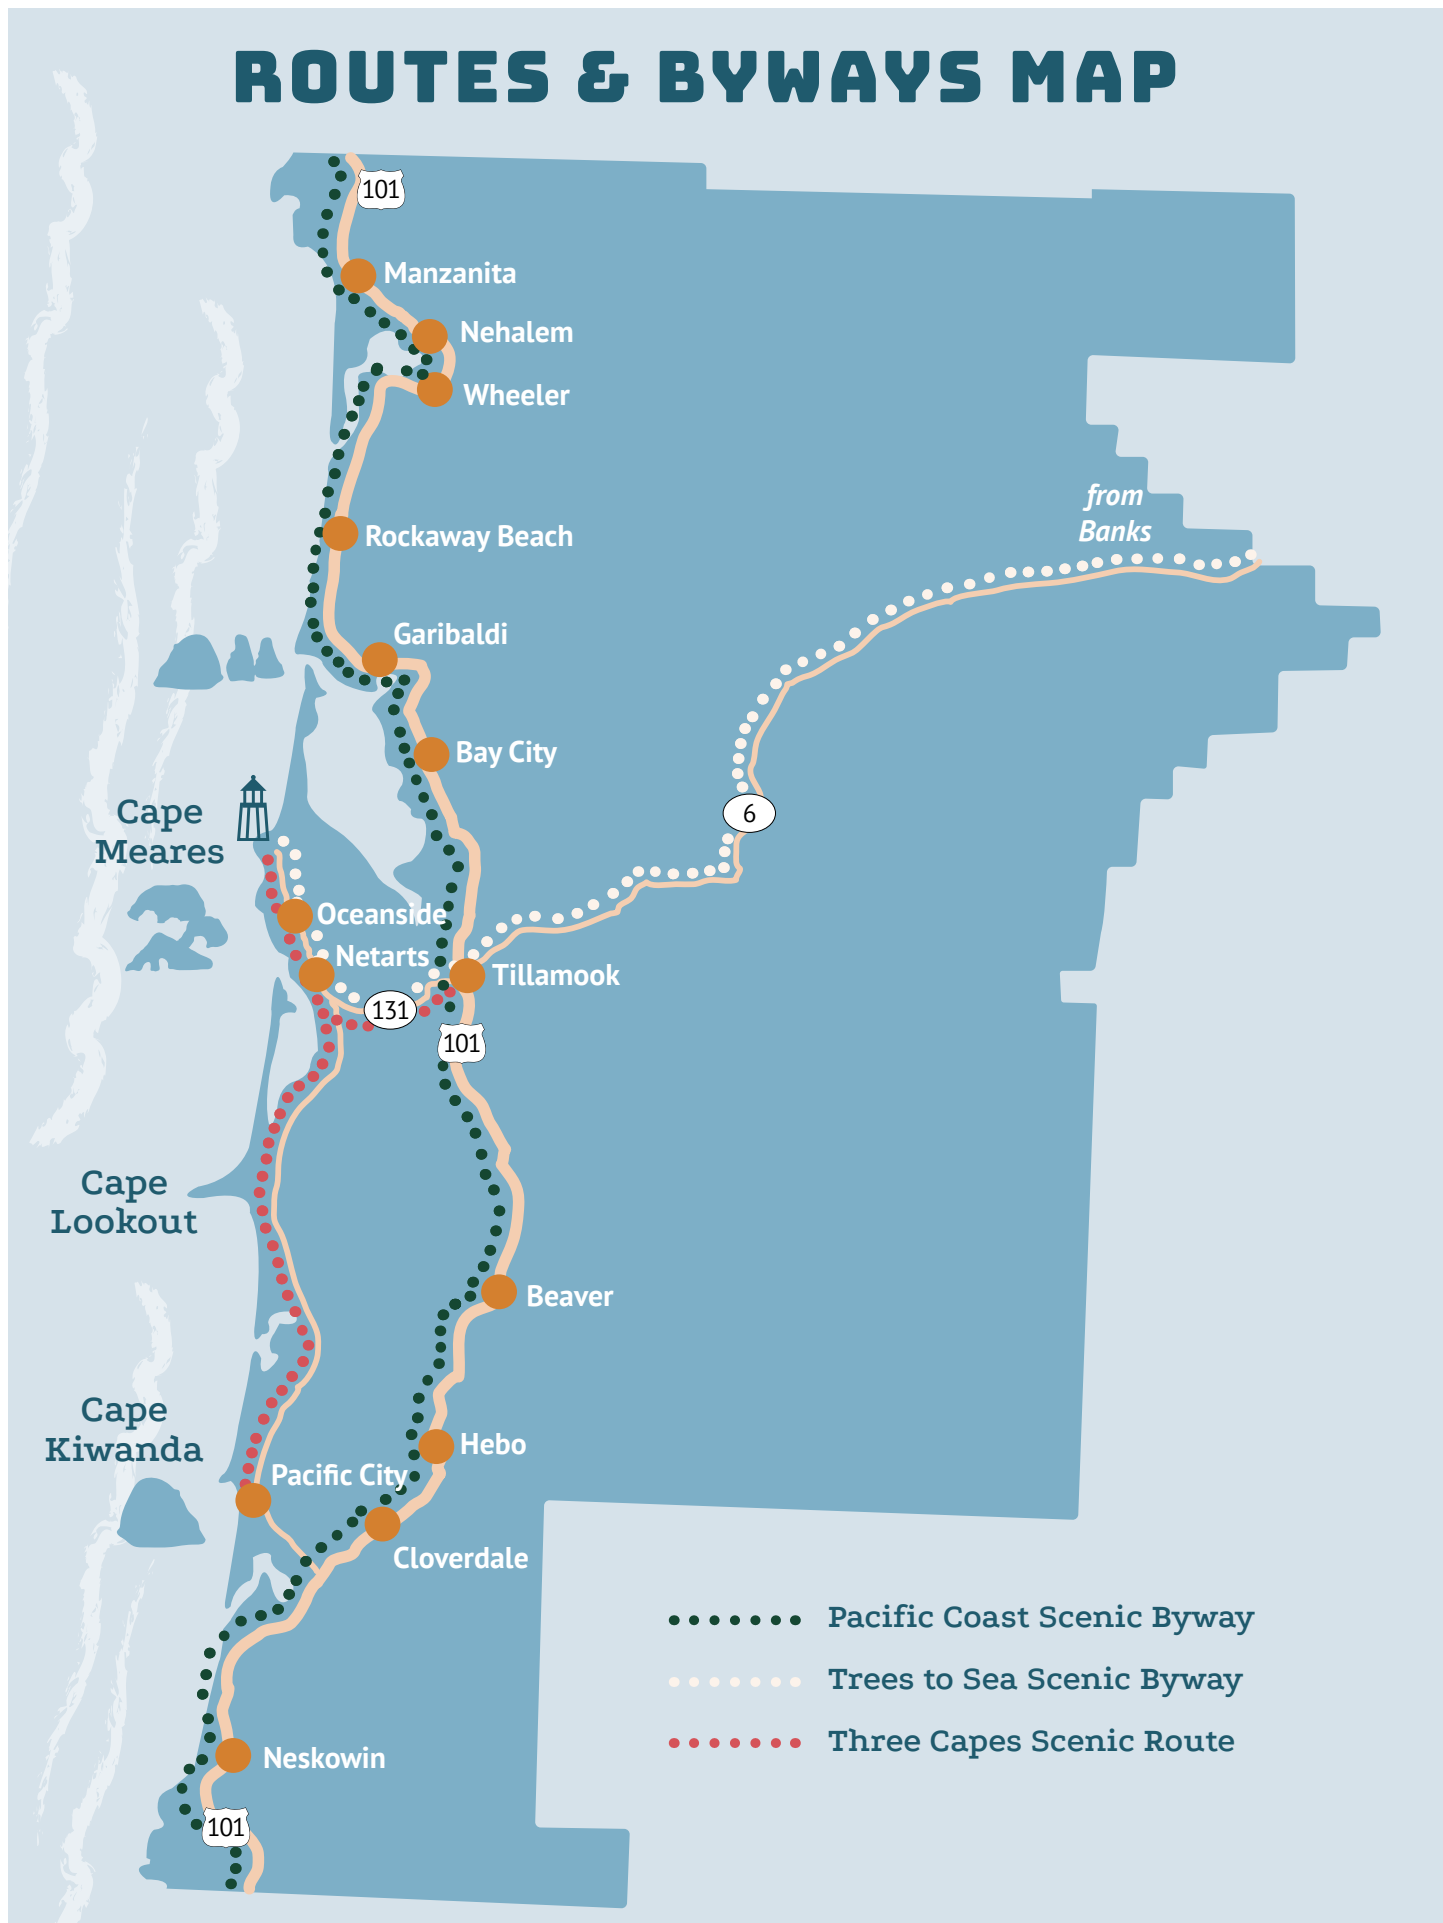 ROUTES & BYWAYS MAP
101
Manzanita
Nehalem
Wheeler
from
Banks
Rockaway Beach
Garibaldi
Bay City
6
Cape
Meares
Oceanside
Netarts
Tillamook
131
101
Cape
Lookout
Beaver
Cape
Kiwanda
Hebo
Pacific City
Cloverdale
Pacific Coast Scenic Byway
Trees to Sea Scenic Byway
Three Capes Scenic Route
Neskowin
101